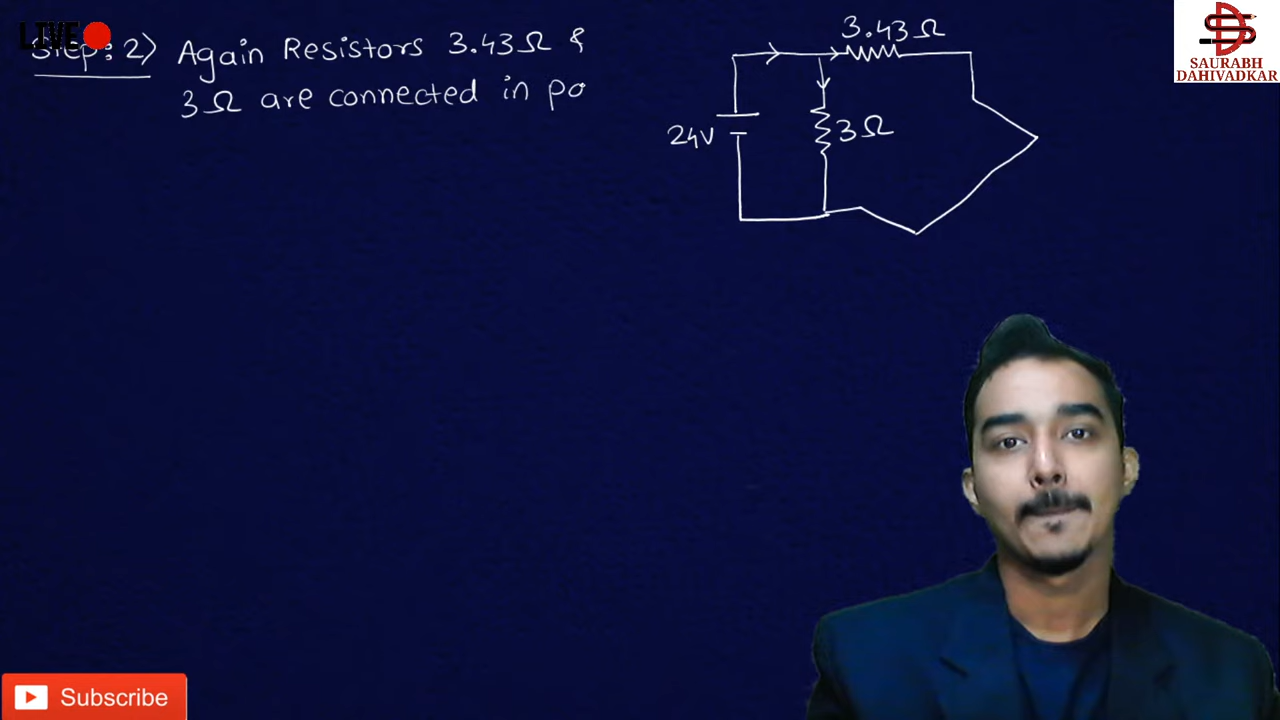 LIVE
Step: 2) Again Resistors 3.43Ω &
3Ω are connected in pa
3.43Ω
24V
3Ω
SAURABH
DAHIVADKAR
Subscribe